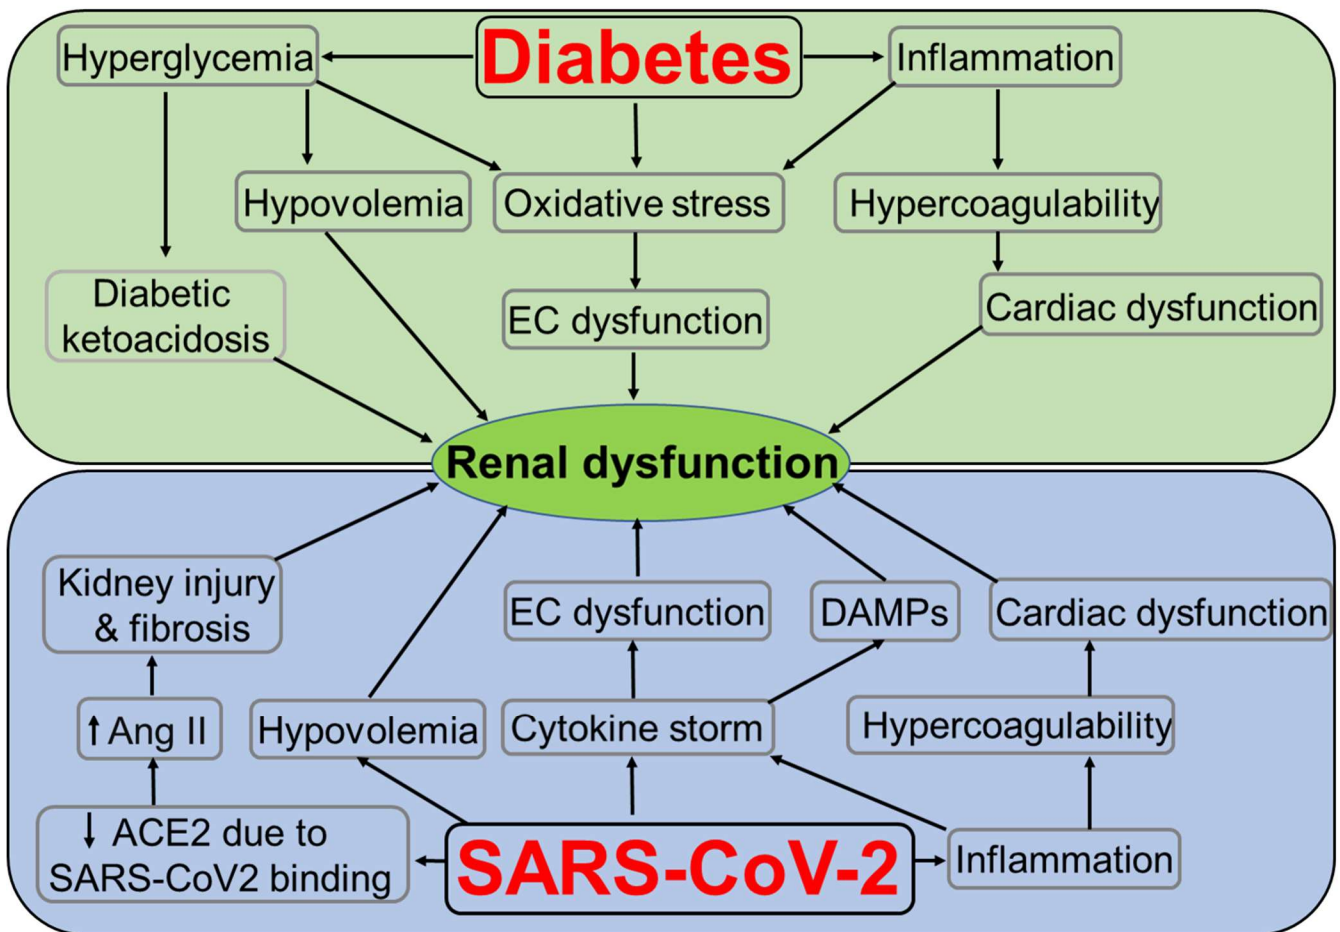 Diabetes
Hyperglycemia
Inflammation
Hypovolemia
Oxidative stress
Hypercoagulability
Diabetic
ketoacidosis
EC dysfunction
Cardiac dysfunction
Renal dysfunction
Kidney injury
& fibrosis
EC dysfunction
DAMPs
Cardiac dysfunction
↑ Ang II
Hypovolemia
Cytokine storm
Hypercoagulability
↓ ACE2 due to
SARS-CoV2 binding
SARS-CoV-2
Inflammation